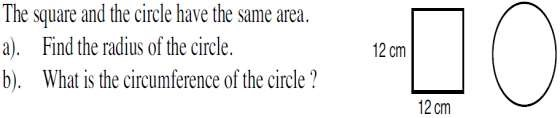 The square and the circle have the same area.
a). Find the radius of the circle.
b). What is the circumference of the circle ?
12 cm
12 cm